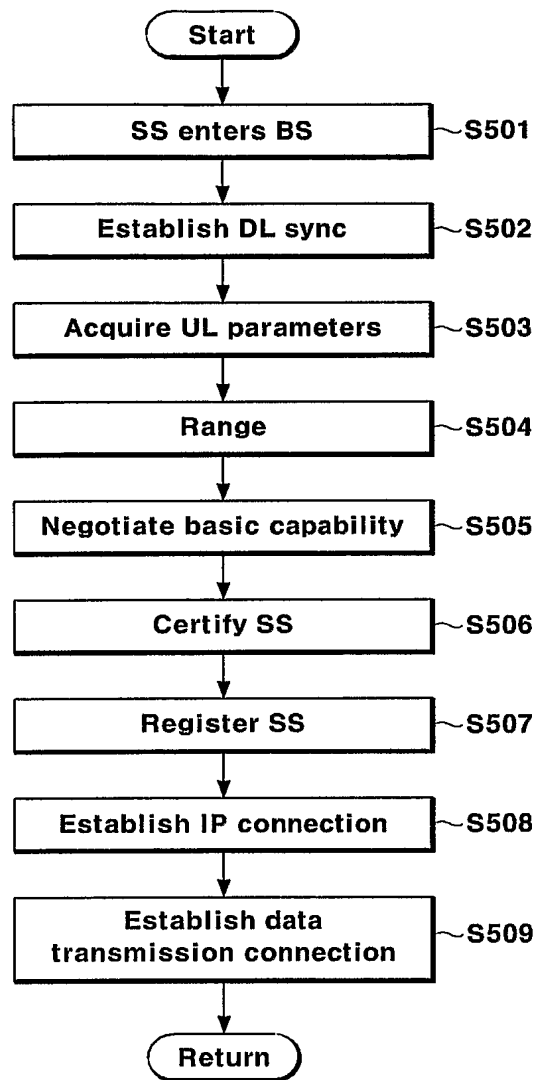 Start
SS enters BS
S501
Establish DL sync
S502
Acquire UL parameters
S503
Range
S504
Negotiate basic capability
S505
Certify SS
S506
Register SS
S507
Establish IP connection
S508
Establish data
transmission connection
S509
Return